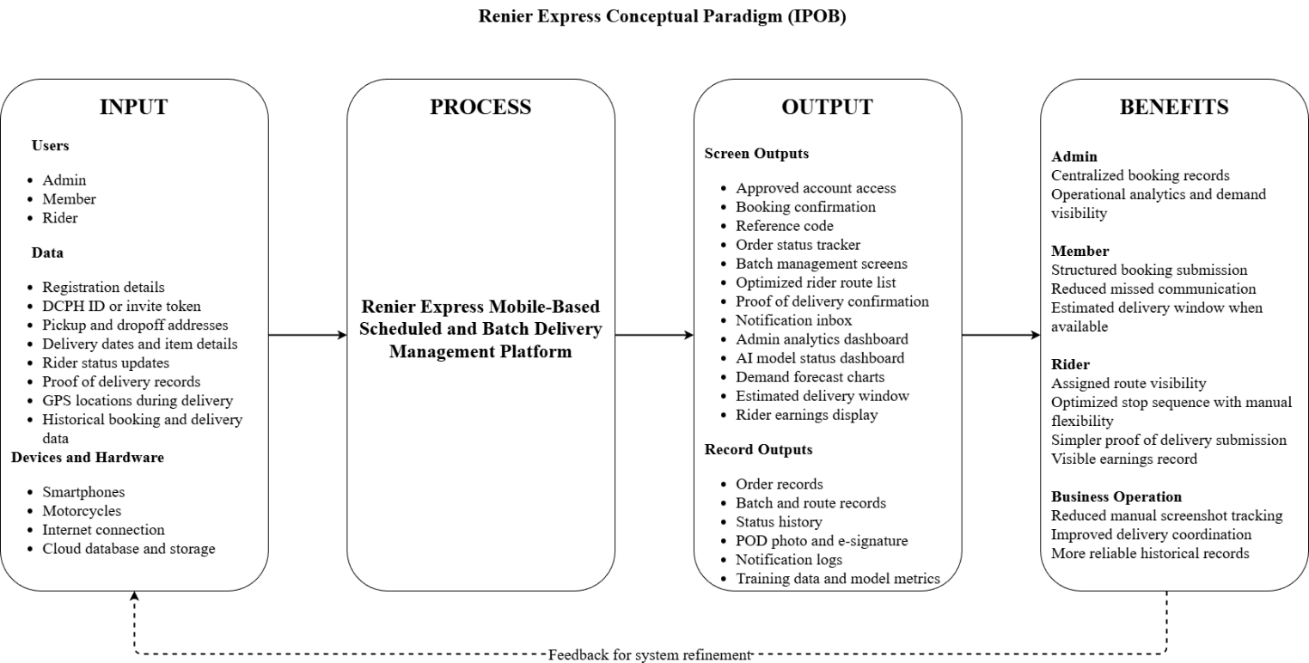 Renier Express Conceptual Paradigm (IPOB)
INPUT
Users
Admin
Member
Rider
Data
Registration details
DCPH ID or invite token
Pickup and dropoff addresses
Delivery dates and item details
Rider status updates
Proof of delivery records
GPS locations during delivery
Historical booking and delivery
data
Devices and Hardware
Smartphones
Motorcycles
Internet connection
Cloud database and storage
PROCESS
Renier Express Mobile-Based
Scheduled and Batch Delivery
Management Platform
OUTPUT
Screen Outputs
Approved account access
Booking confirmation
Reference code
Order status tracker
Batch management screens
Optimized rider route list
Proof of delivery confirmation
Notification inbox
Admin analytics dashboard
AI model status dashboard
Demand forecast charts
Estimated delivery window
Rider earnings display
Record Outputs
Order records
Batch and route records
Status history
POD photo and e-signature
Notification logs
Training data and model metrics
BENEFITS
Admin
Centralized booking records
Operational analytics and demand
visibility
Member
Structured booking submission
Reduced missed communication
Estimated delivery window when
available
Rider
Assigned route visibility
Optimized stop sequence with manual
flexibility
Simpler proof of delivery submission
Visible earnings record
Business Operation
Reduced manual screenshot tracking
Improved delivery coordination
More reliable historical records
Feedback for system refinement